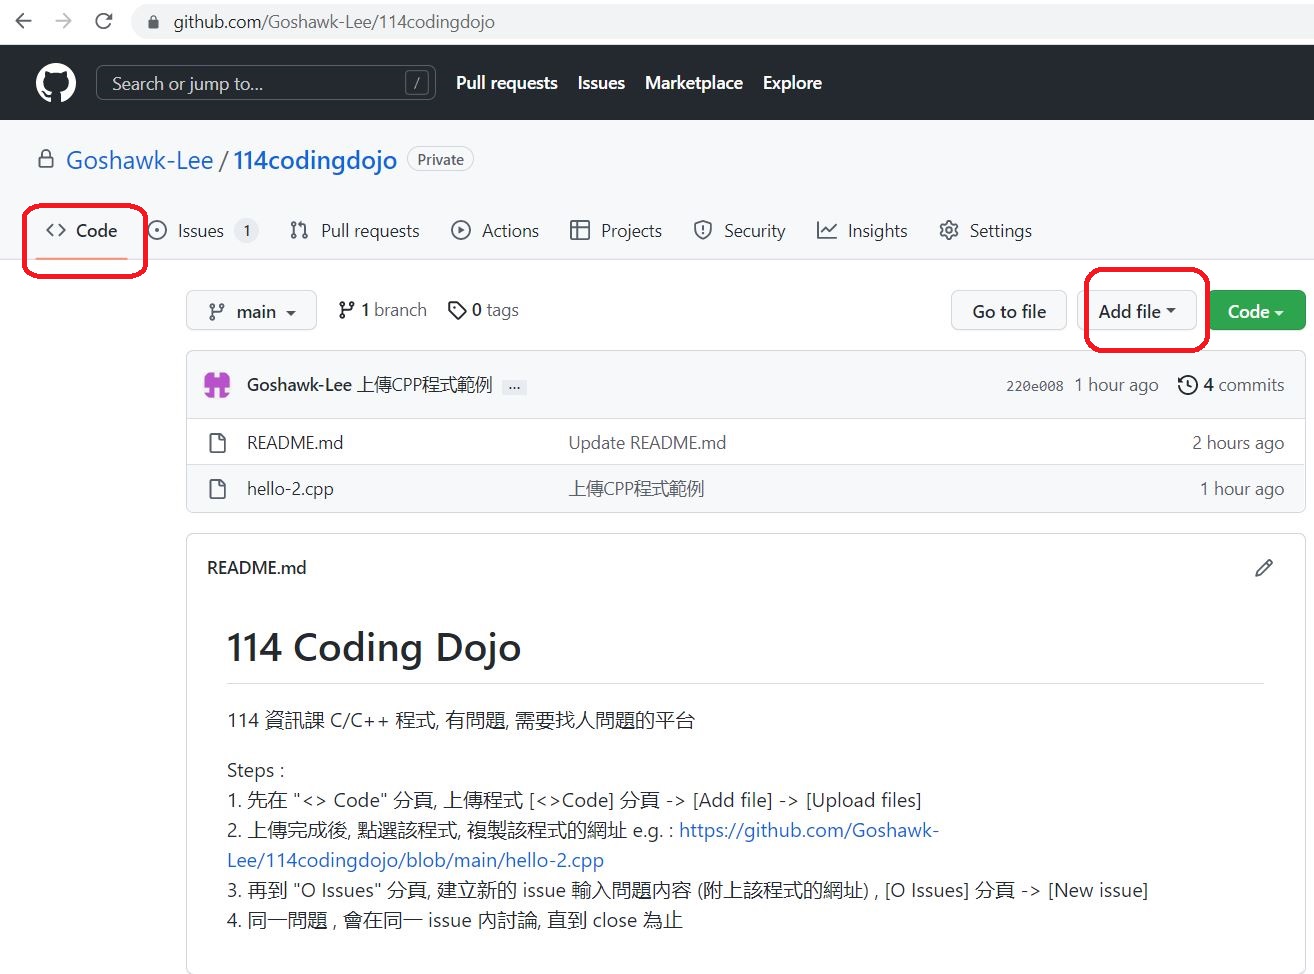 github.com/Goshawk-Lee/114codingdojo
Search or jump to... / Pull requests Issues Marketplace Explore
Goshawk-Lee / 114codingdojo Private
<> Code Issues 1 Pull requests Actions Projects Security Insights Settings
main 1 branch 0 tags Go to file Add file Code
Goshawk-Lee 上傳CPP程式範例 ... 220e008 1 hour ago 4 commits
README.md Update README.md 2 hours ago
hello-2.cpp 上傳CPP程式範例 1 hour ago
README.md
114 Coding Dojo
114 資訊課 C/C++ 程式, 有問題, 需要找人問題的平台
Steps :
1. 先在 "<> Code" 分頁, 上傳程式 [<>Code] 分頁 -> [Add file] -> [Upload files]
2. 上傳完成後, 點選該程式, 複製該程式的網址 e.g. : https://github.com/Goshawk-
Lee/114codingdojo/blob/main/hello-2.cpp
3. 再到 "O Issues" 分頁, 建立新的 issue 輸入問題內容 (附上該程式的網址) , [O Issues] 分頁 -> [New issue]
4. 同一問題 , 會在同一 issue 內討論, 直到 close 為止